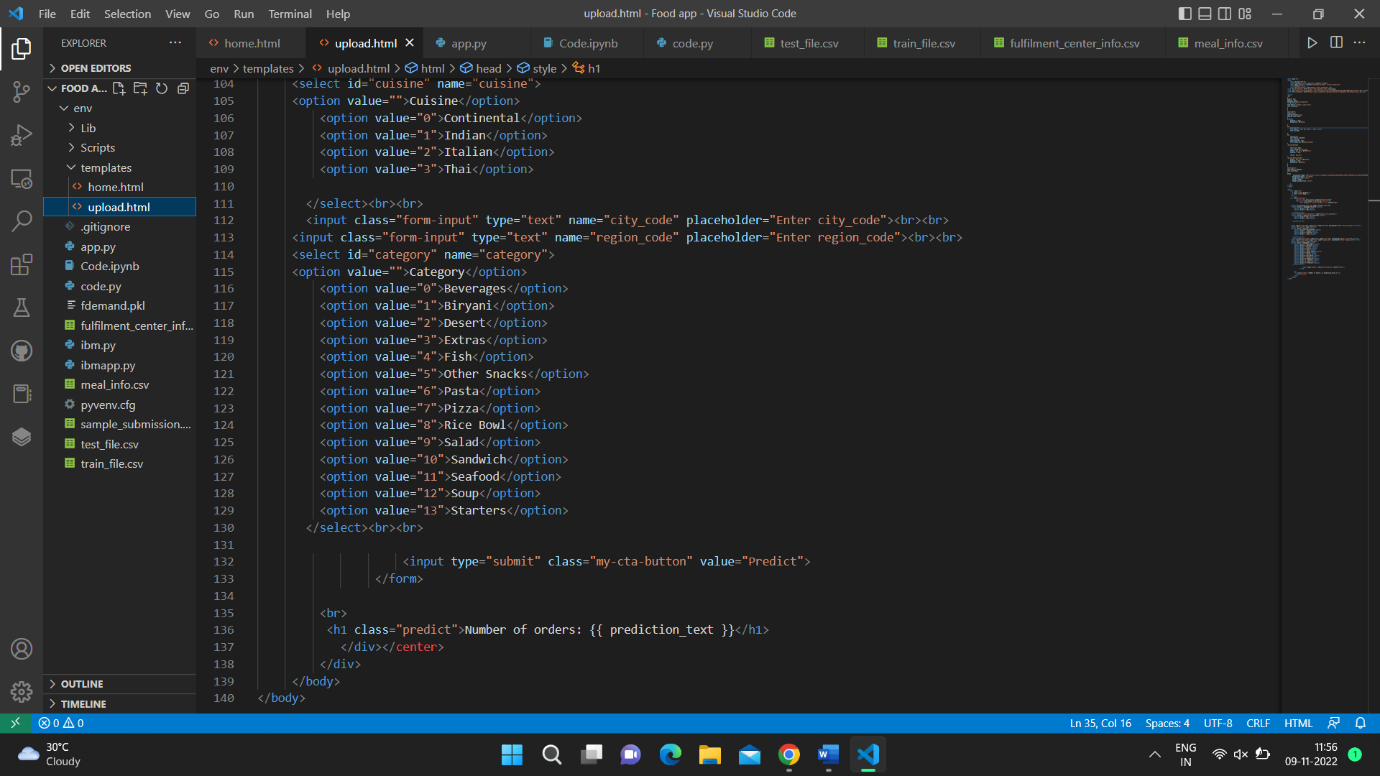 File Edit Selection View Go Run Terminal Help upload.html - Food app - Visual Studio Code
EXPLORER
home.html upload.html app.py Code.ipynb code.py test_file.csv train_file.csv fulfilment_center_info.csv meal_info.csv
env > templates > upload.html > html > head > style > h1
OPEN EDITORS
FOOD A...
env
Lib
Scripts
templates
home.html
upload.html
.gitignore
app.py
Code.ipynb
code.py
fdemand.pkl
fulfilment_center_inf...
ibm.py
ibmapp.py
meal_info.csv
pyvenv.cfg
sample_submission....
test_file.csv
train_file.csv
OUTLINE
TIMELINE
104 <select id="cuisine" name="cuisine">
105 <option value="">Cuisine</option>
106 <option value="0">Continental</option>
107 <option value="1">Indian</option>
108 <option value="2">Italian</option>
109 <option value="3">Thai</option>
110
111 </select><br><br>
112 <input class="form-input" type="text" name="city_code" placeholder="Enter city_code"><br><br>
113 <input class="form-input" type="text" name="region_code" placeholder="Enter region_code"><br><br>
114 <select id="category" name="category">
115 <option value="">Category</option>
116 <option value="0">Beverages</option>
117 <option value="1">Biryani</option>
118 <option value="2">Desert</option>
119 <option value="3">Extras</option>
120 <option value="4">Fish</option>
121 <option value="5">Other Snacks</option>
122 <option value="6">Pasta</option>
123 <option value="7">Pizza</option>
124 <option value="8">Rice Bowl</option>
125 <option value="9">Salad</option>
126 <option value="10">Sandwich</option>
127 <option value="11">Seafood</option>
128 <option value="12">Soup</option>
129 <option value="13">Starters</option>
130 </select><br><br>
131
132 <input type="submit" class="my-cta-button" value="Predict">
133 </form>
134
135 <br>
136 <h1 class="predict">Number of orders: {{ prediction_text }}</h1>
137 </div></center>
138 </div>
139 </body>
140 </body>
0 0 Ln 35, Col 16 Spaces: 4 UTF-8 CRLF HTML
30°C
Cloudy
ENG
IN
11:56
09-11-2022
1